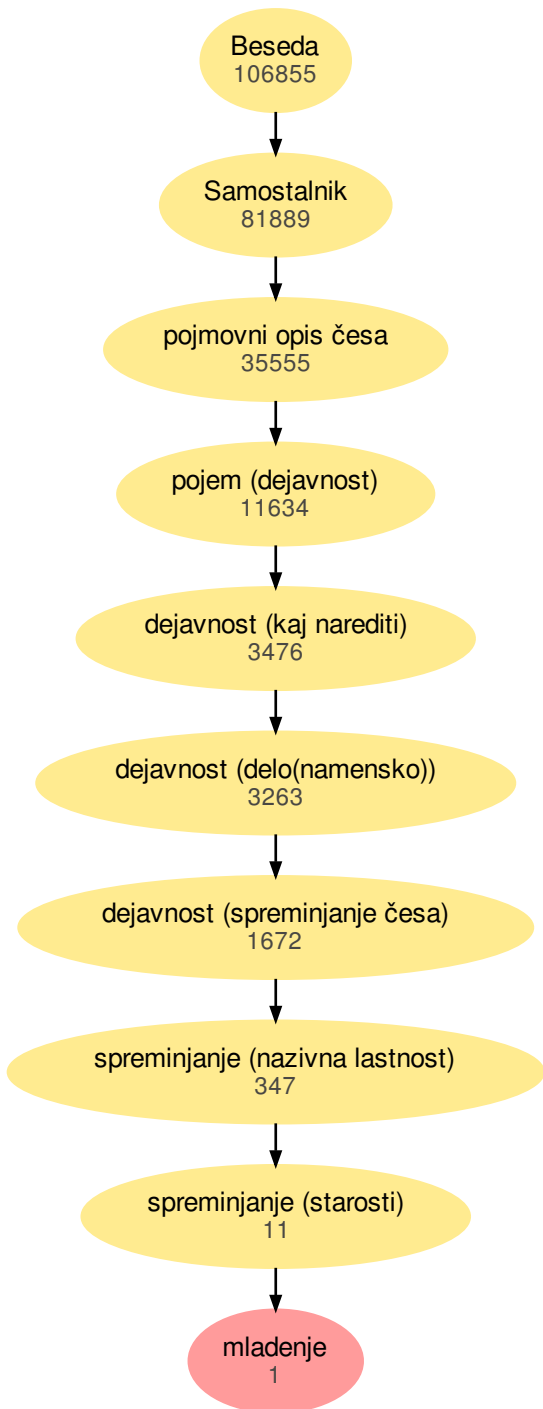 Beseda
106855
Samostalnik
81889
pojmovni opis česa
35555
pojem (dejavnost)
11634
dejavnost (kaj narediti)
3476
dejavnost (delo(namensko))
3263
dejavnost (spreminjanje česa)
1672
spreminjanje (nazivna lastnost)
347
spreminjanje (starosti)
11
mladenje
1